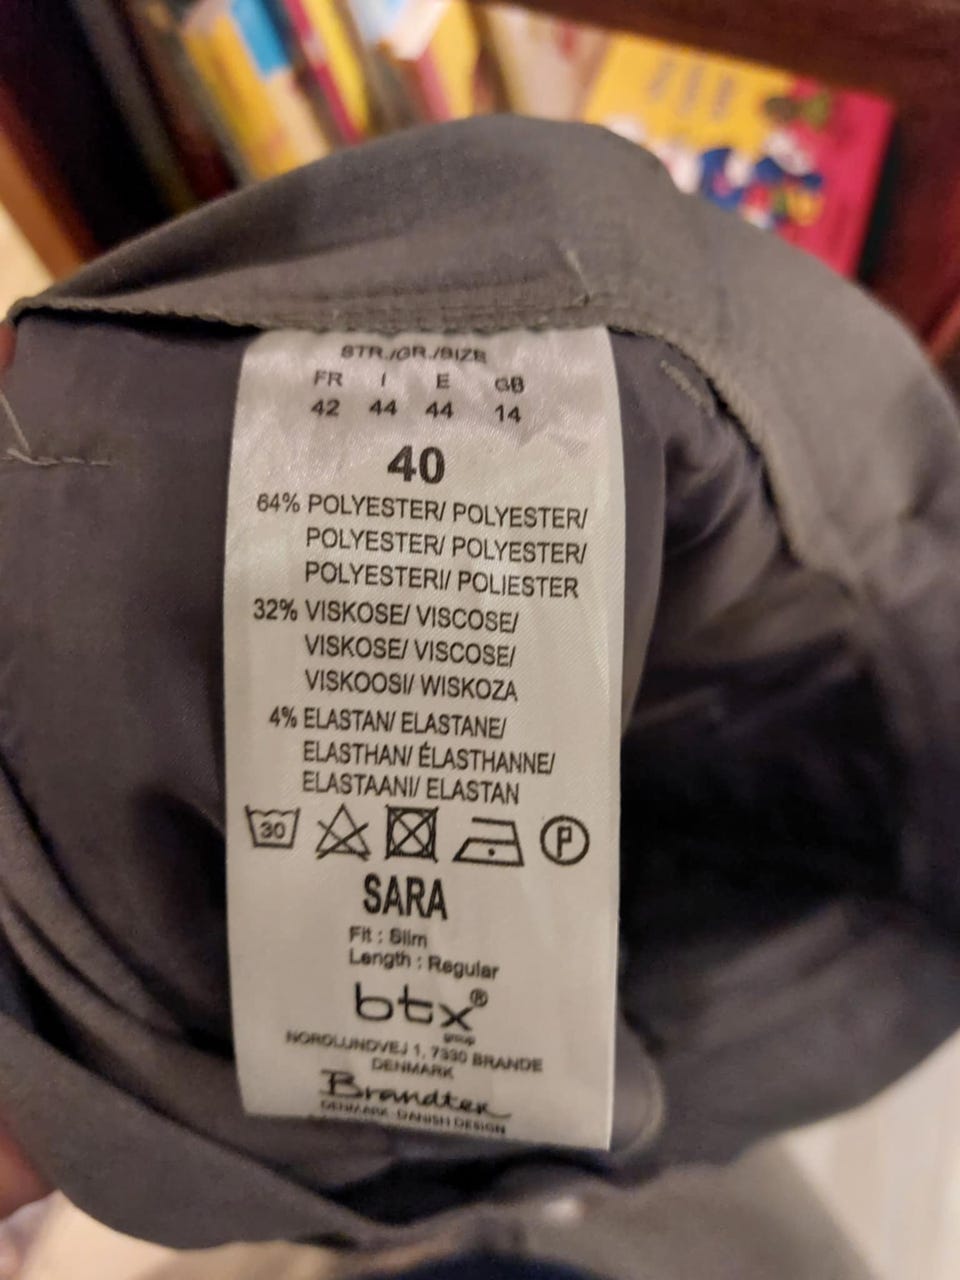 STR./GR./SIZE
FR I E GB
42 44 44 14
40
64% POLYESTER/ POLYESTER/
POLYESTER/ POLYESTER/
POLYESTERI/ POLIESTER
32% VISKOSE/ VISCOSE/
VISKOSE/ VISCOSE/
VISKOOSI/ WISKOZA
4% ELASTAN/ ELASTANE/
ELASTHAN/ ÉLASTHANNE/
ELASTAANI/ ELASTAN
30 P
SARA
Fit : Slim
Length : Regular
btx®
group
NORDLUNDVEJ 1, 7330 BRANDE
DENMARK
Brandtex
DENMARK · DANISH DESIGN